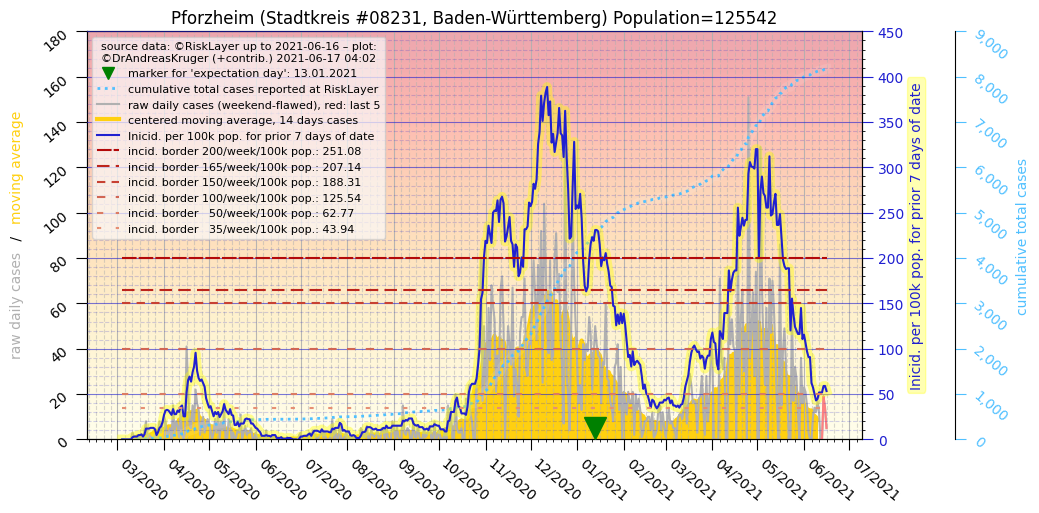 Pforzheim (Stadtkreis #08231, Baden-Württemberg) Population=125542
source data: ©RiskLayer up to 2021-06-16 – plot:
©DrAndreasKruger (+contrib.) 2021-06-17 04:02
marker for 'expectation day': 13.01.2021
cumulative total cases reported at RiskLayer
raw daily cases (weekend-flawed), red: last 5
centered moving average, 14 days cases
Inicid. per 100k pop. for prior 7 days of date
incid. border 200/week/100k pop.: 251.08
incid. border 165/week/100k pop.: 207.14
incid. border 150/week/100k pop.: 188.31
incid. border 100/week/100k pop.: 125.54
incid. border   50/week/100k pop.: 62.77
incid. border   35/week/100k pop.: 43.94
raw daily cases / moving average
180
160
140
120
100
80
60
40
20
0
03/2020
04/2020
05/2020
06/2020
07/2020
08/2020
09/2020
10/2020
11/2020
12/2020
01/2021
02/2021
03/2021
04/2021
05/2021
06/2021
07/2021
450
400
350
300
250
200
150
100
50
0
Inicid. per 100k pop. for prior 7 days of date
9,000
8,000
7,000
6,000
5,000
4,000
3,000
2,000
1,000
0
cumulative total cases